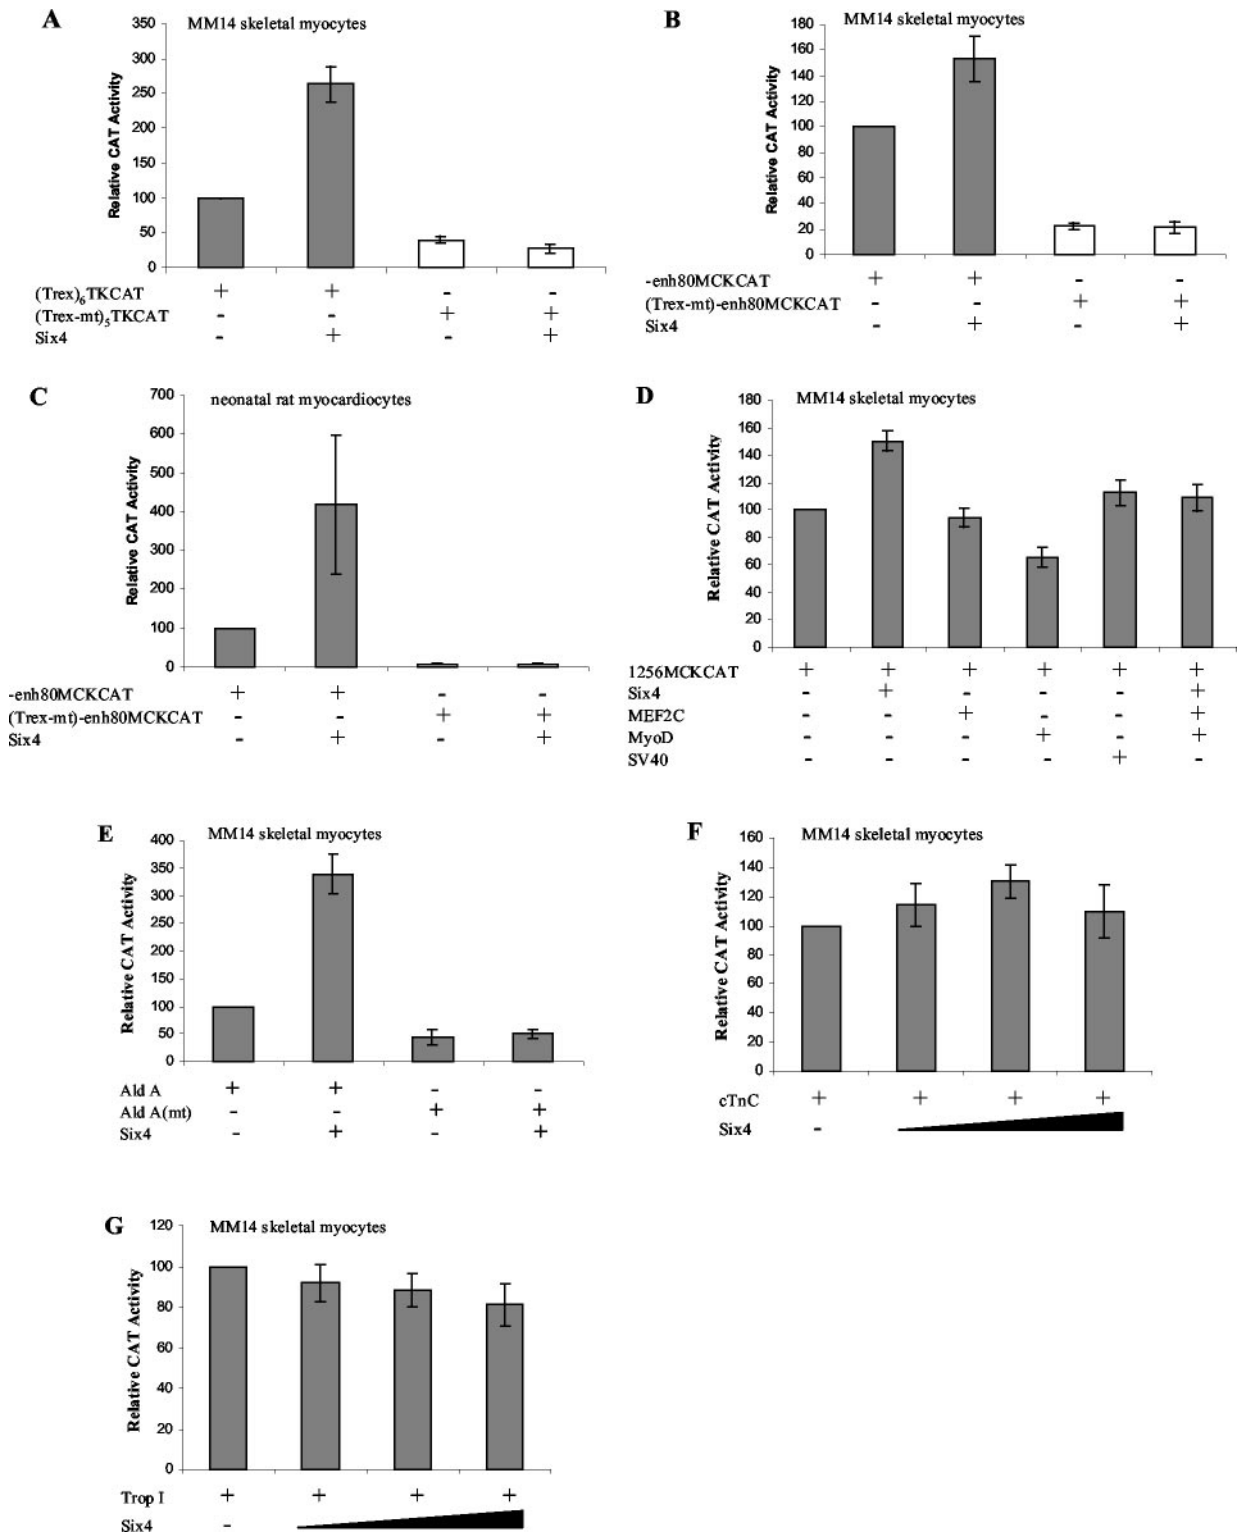 A
MM14 skeletal myocytes
Relative CAT Activity
350
300
250
200
150
100
50
0
(Trex)6TKCAT + + - -
(Trex-mt)5TKCAT - - + +
Six4 - + - +
B
MM14 skeletal myocytes
Relative CAT Activity
180
160
140
120
100
80
60
40
20
0
-enh80MCKCAT + + - -
(Trex-mt)-enh80MCKCAT - - + +
Six4 - + - +
C
neonatal rat myocardiocytes
Relative CAT Activity
700
600
500
400
300
200
100
0
-enh80MCKCAT + + - -
(Trex-mt)-enh80MCKCAT - - + +
Six4 - + - +
D
MM14 skeletal myocytes
Relative CAT Activity
180
160
140
120
100
80
60
40
20
0
1256MCKCAT + + + + + +
Six4 - + - - - +
MEF2C - - + - - +
MyoD - - - + - +
SV40 - - - - + -
E
MM14 skeletal myocytes
Relative CAT Activity
400
350
300
250
200
150
100
50
0
Ald A + + - -
Ald A(mt) - - + +
Six4 - + - +
F
MM14 skeletal myocytes
Relative CAT Activity
160
140
120
100
80
60
40
20
0
cTnC + + + +
Six4 -
G
MM14 skeletal myocytes
Relative CAT Activity
120
100
80
60
40
20
0
Trop I + + + +
Six4 -